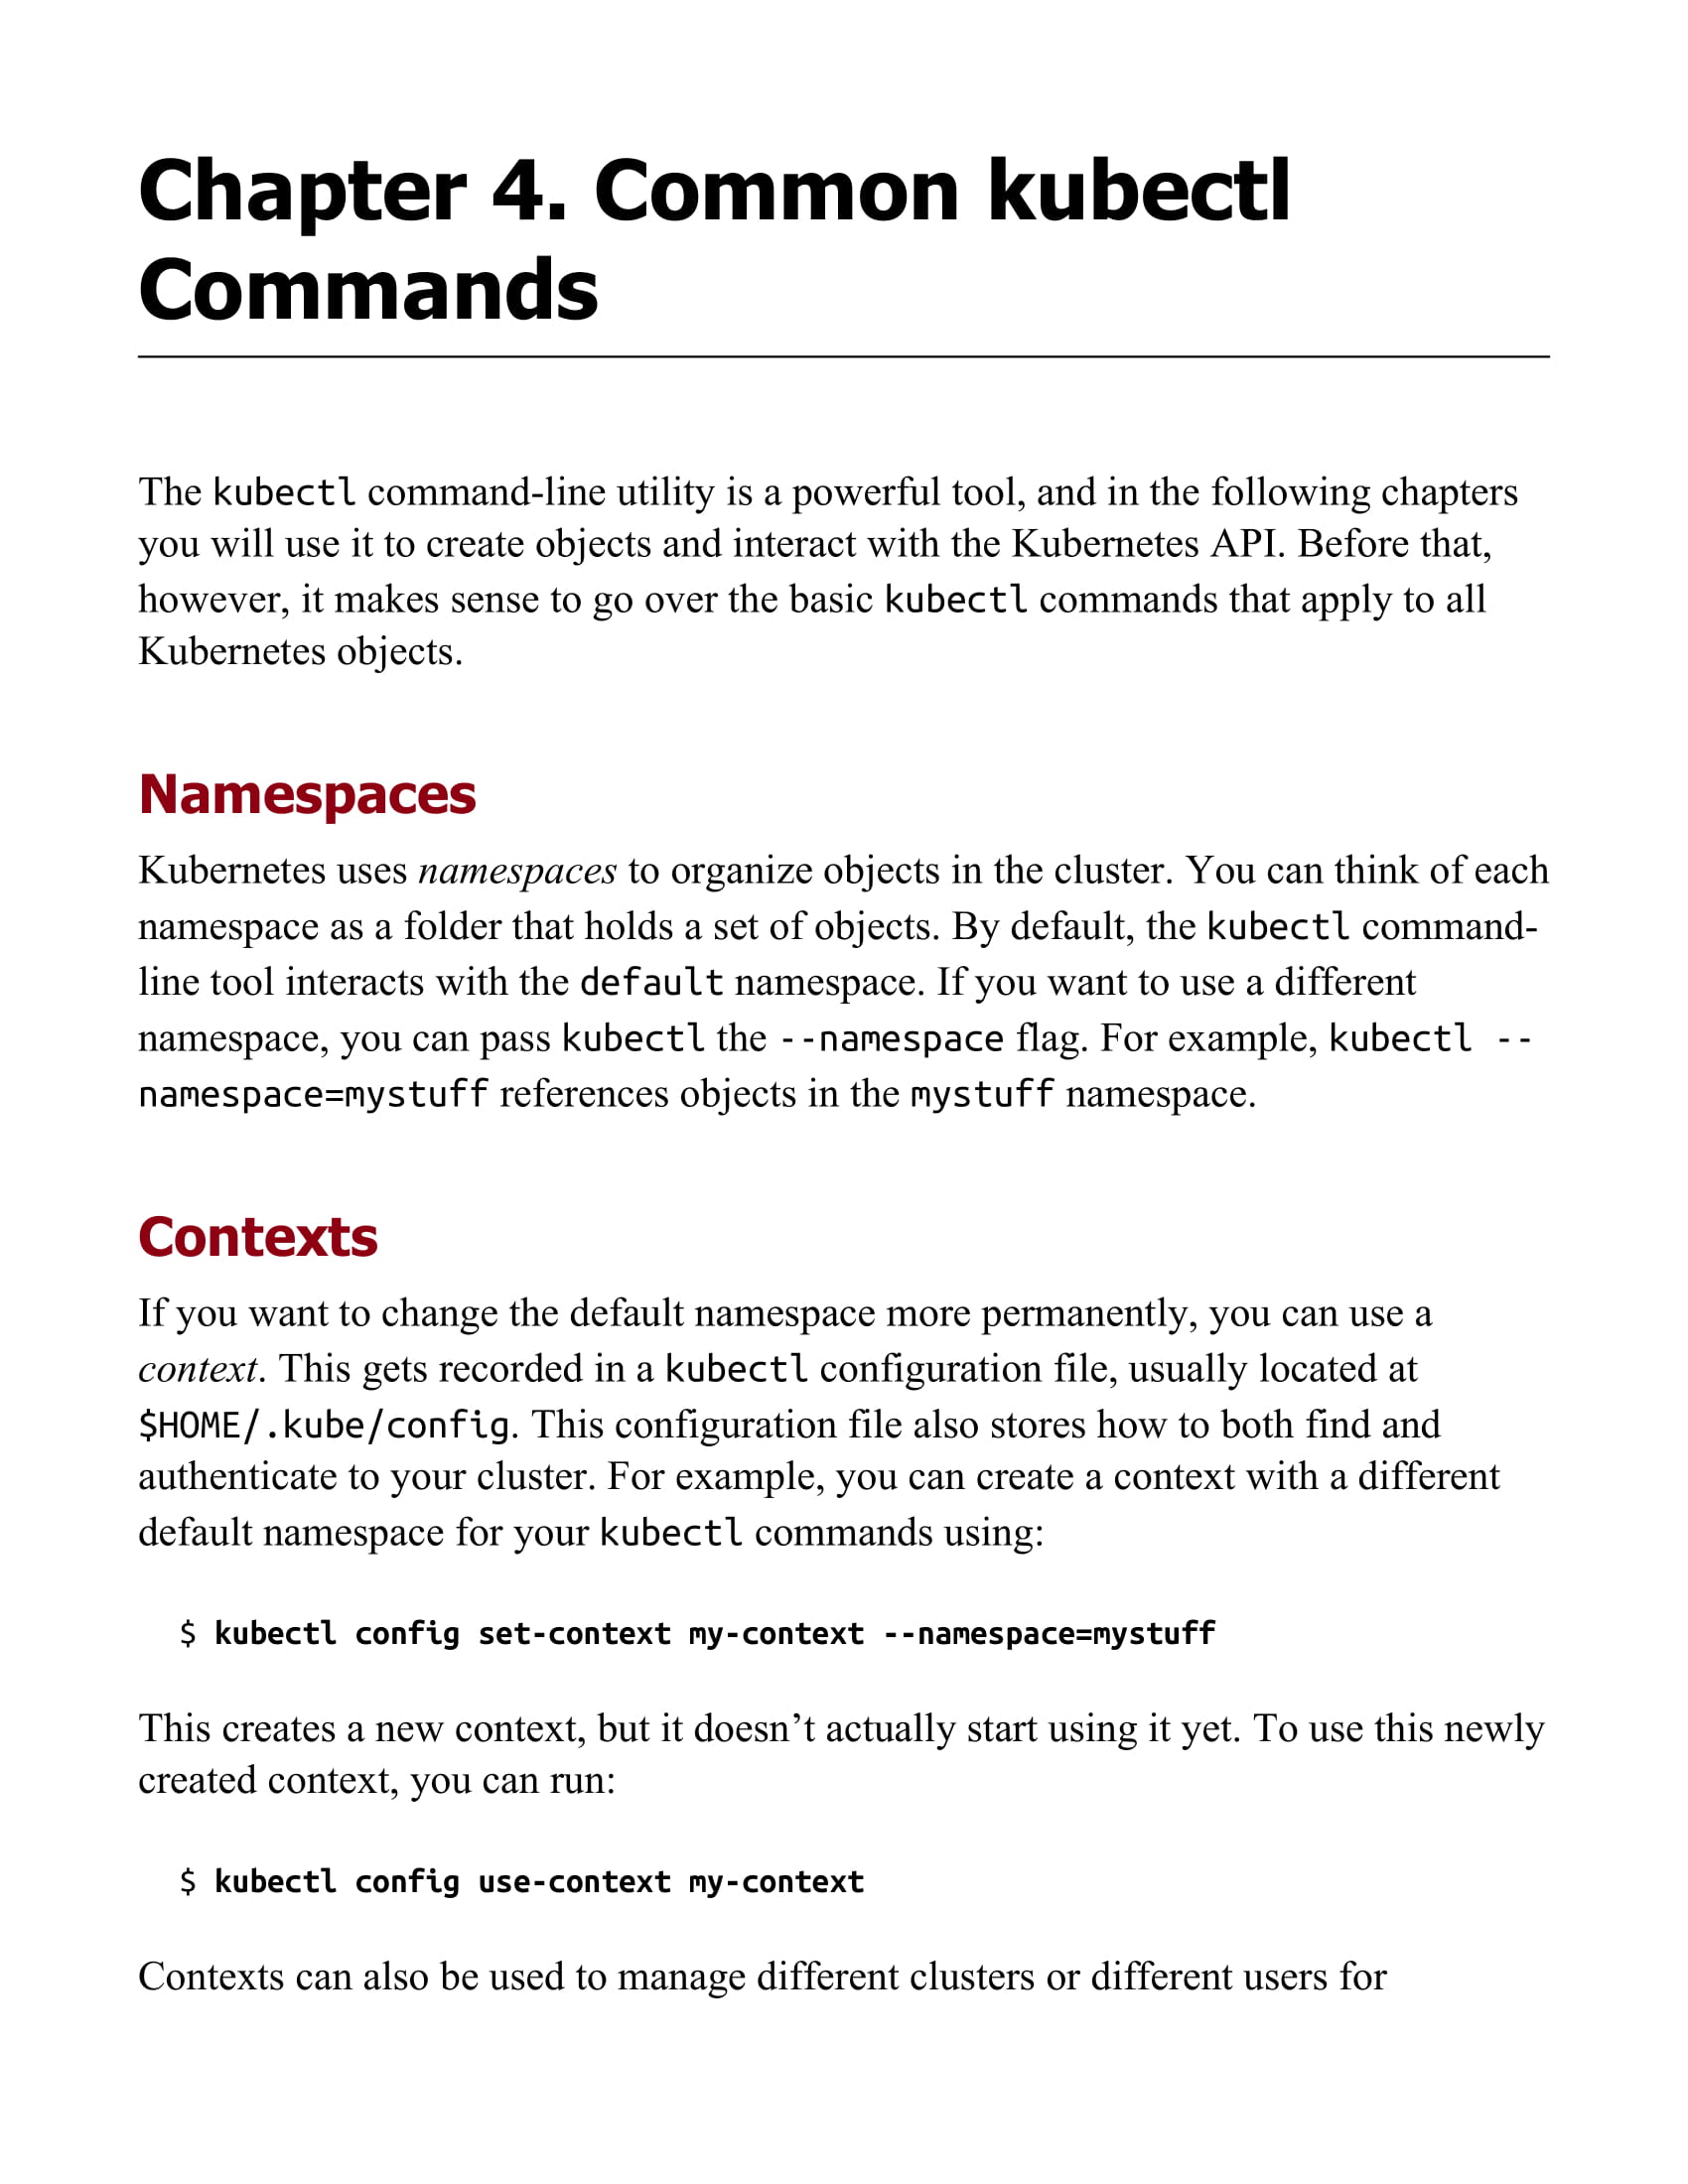 Chapter 4. Common kubectl
Commands
The kubectl command-line utility is a powerful tool, and in the following chapters
you will use it to create objects and interact with the Kubernetes API. Before that,
however, it makes sense to go over the basic kubectl commands that apply to all
Kubernetes objects.
Namespaces
Kubernetes uses namespaces to organize objects in the cluster. You can think of each
namespace as a folder that holds a set of objects. By default, the kubectl command-
line tool interacts with the default namespace. If you want to use a different
namespace, you can pass kubectl the --namespace flag. For example, kubectl --
namespace=mystuff references objects in the mystuff namespace.
Contexts
If you want to change the default namespace more permanently, you can use a
context. This gets recorded in a kubectl configuration file, usually located at
$HOME/.kube/config. This configuration file also stores how to both find and
authenticate to your cluster. For example, you can create a context with a different
default namespace for your kubectl commands using:
$ kubectl config set-context my-context --namespace=mystuff
This creates a new context, but it doesn’t actually start using it yet. To use this newly
created context, you can run:
$ kubectl config use-context my-context
Contexts can also be used to manage different clusters or different users for